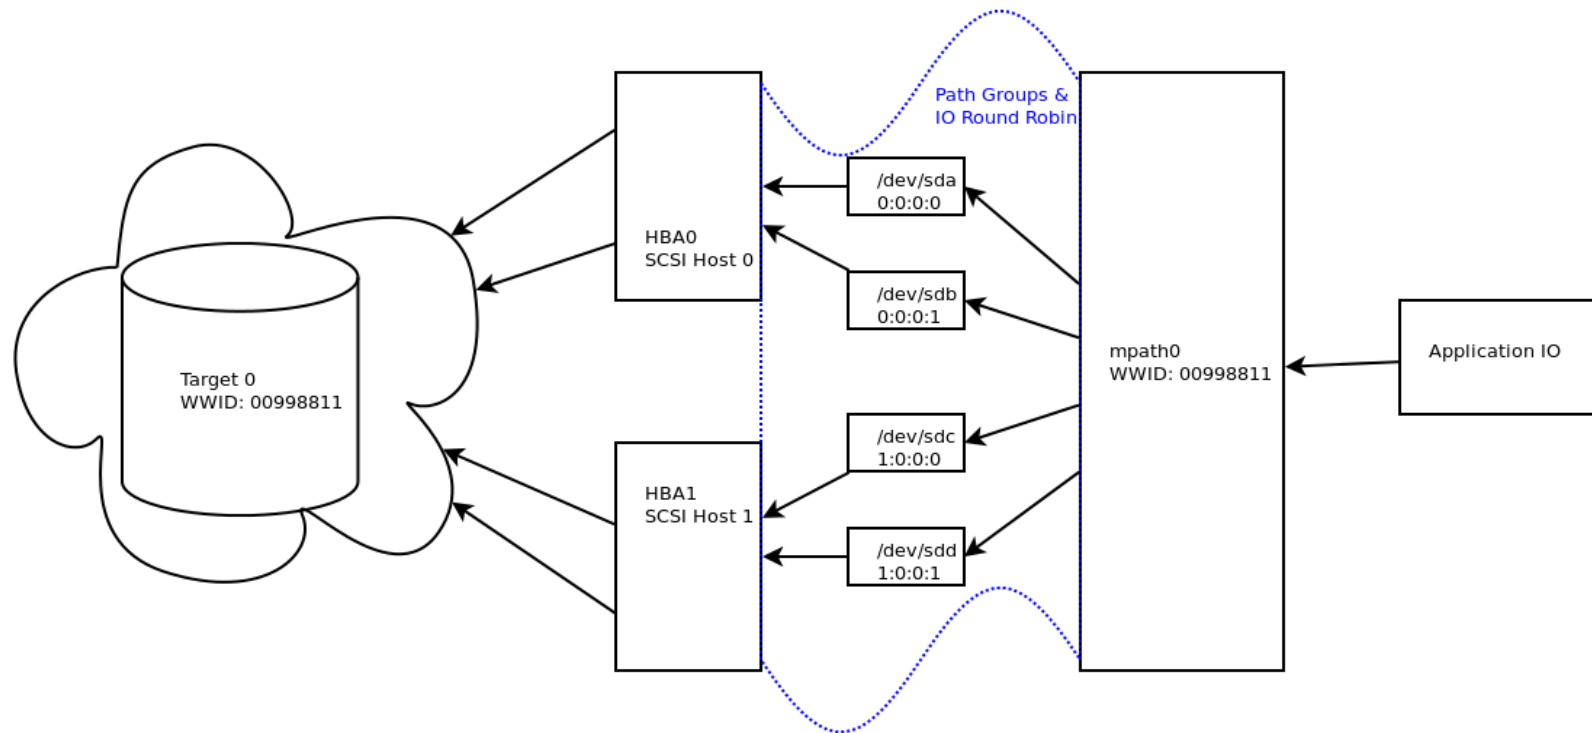 Path Groups &
IO Round Robin
/dev/sda
0:0:0:0
HBA0
SCSI Host 0
/dev/sdb
0:0:0:1
mpath0
WWID: 00998811
Application IO
Target 0
WWID: 00998811
/dev/sdc
1:0:0:0
HBA1
SCSI Host 1
/dev/sdd
1:0:0:1